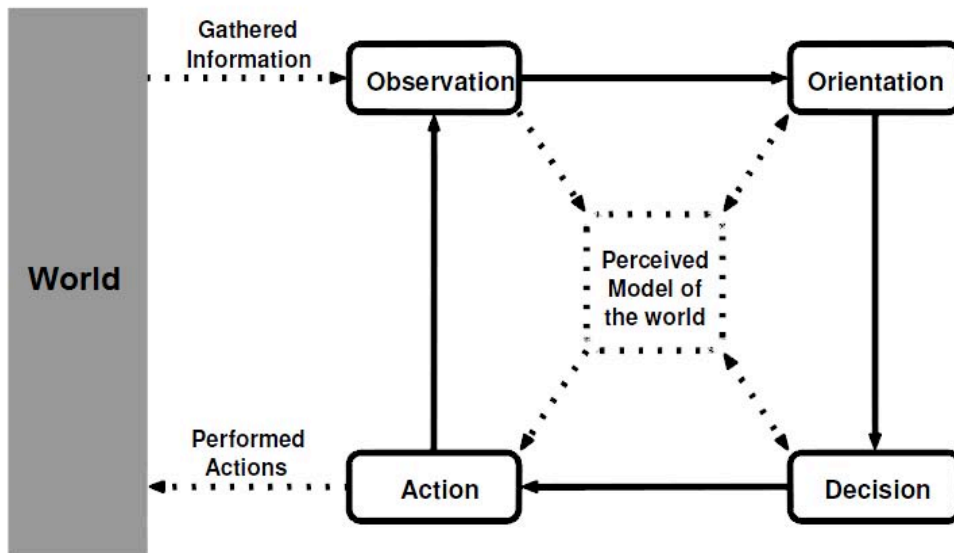 Gathered
Information
Observation
Orientation
World
Perceived
Model of
the world
Performed
Actions
Action
Decision